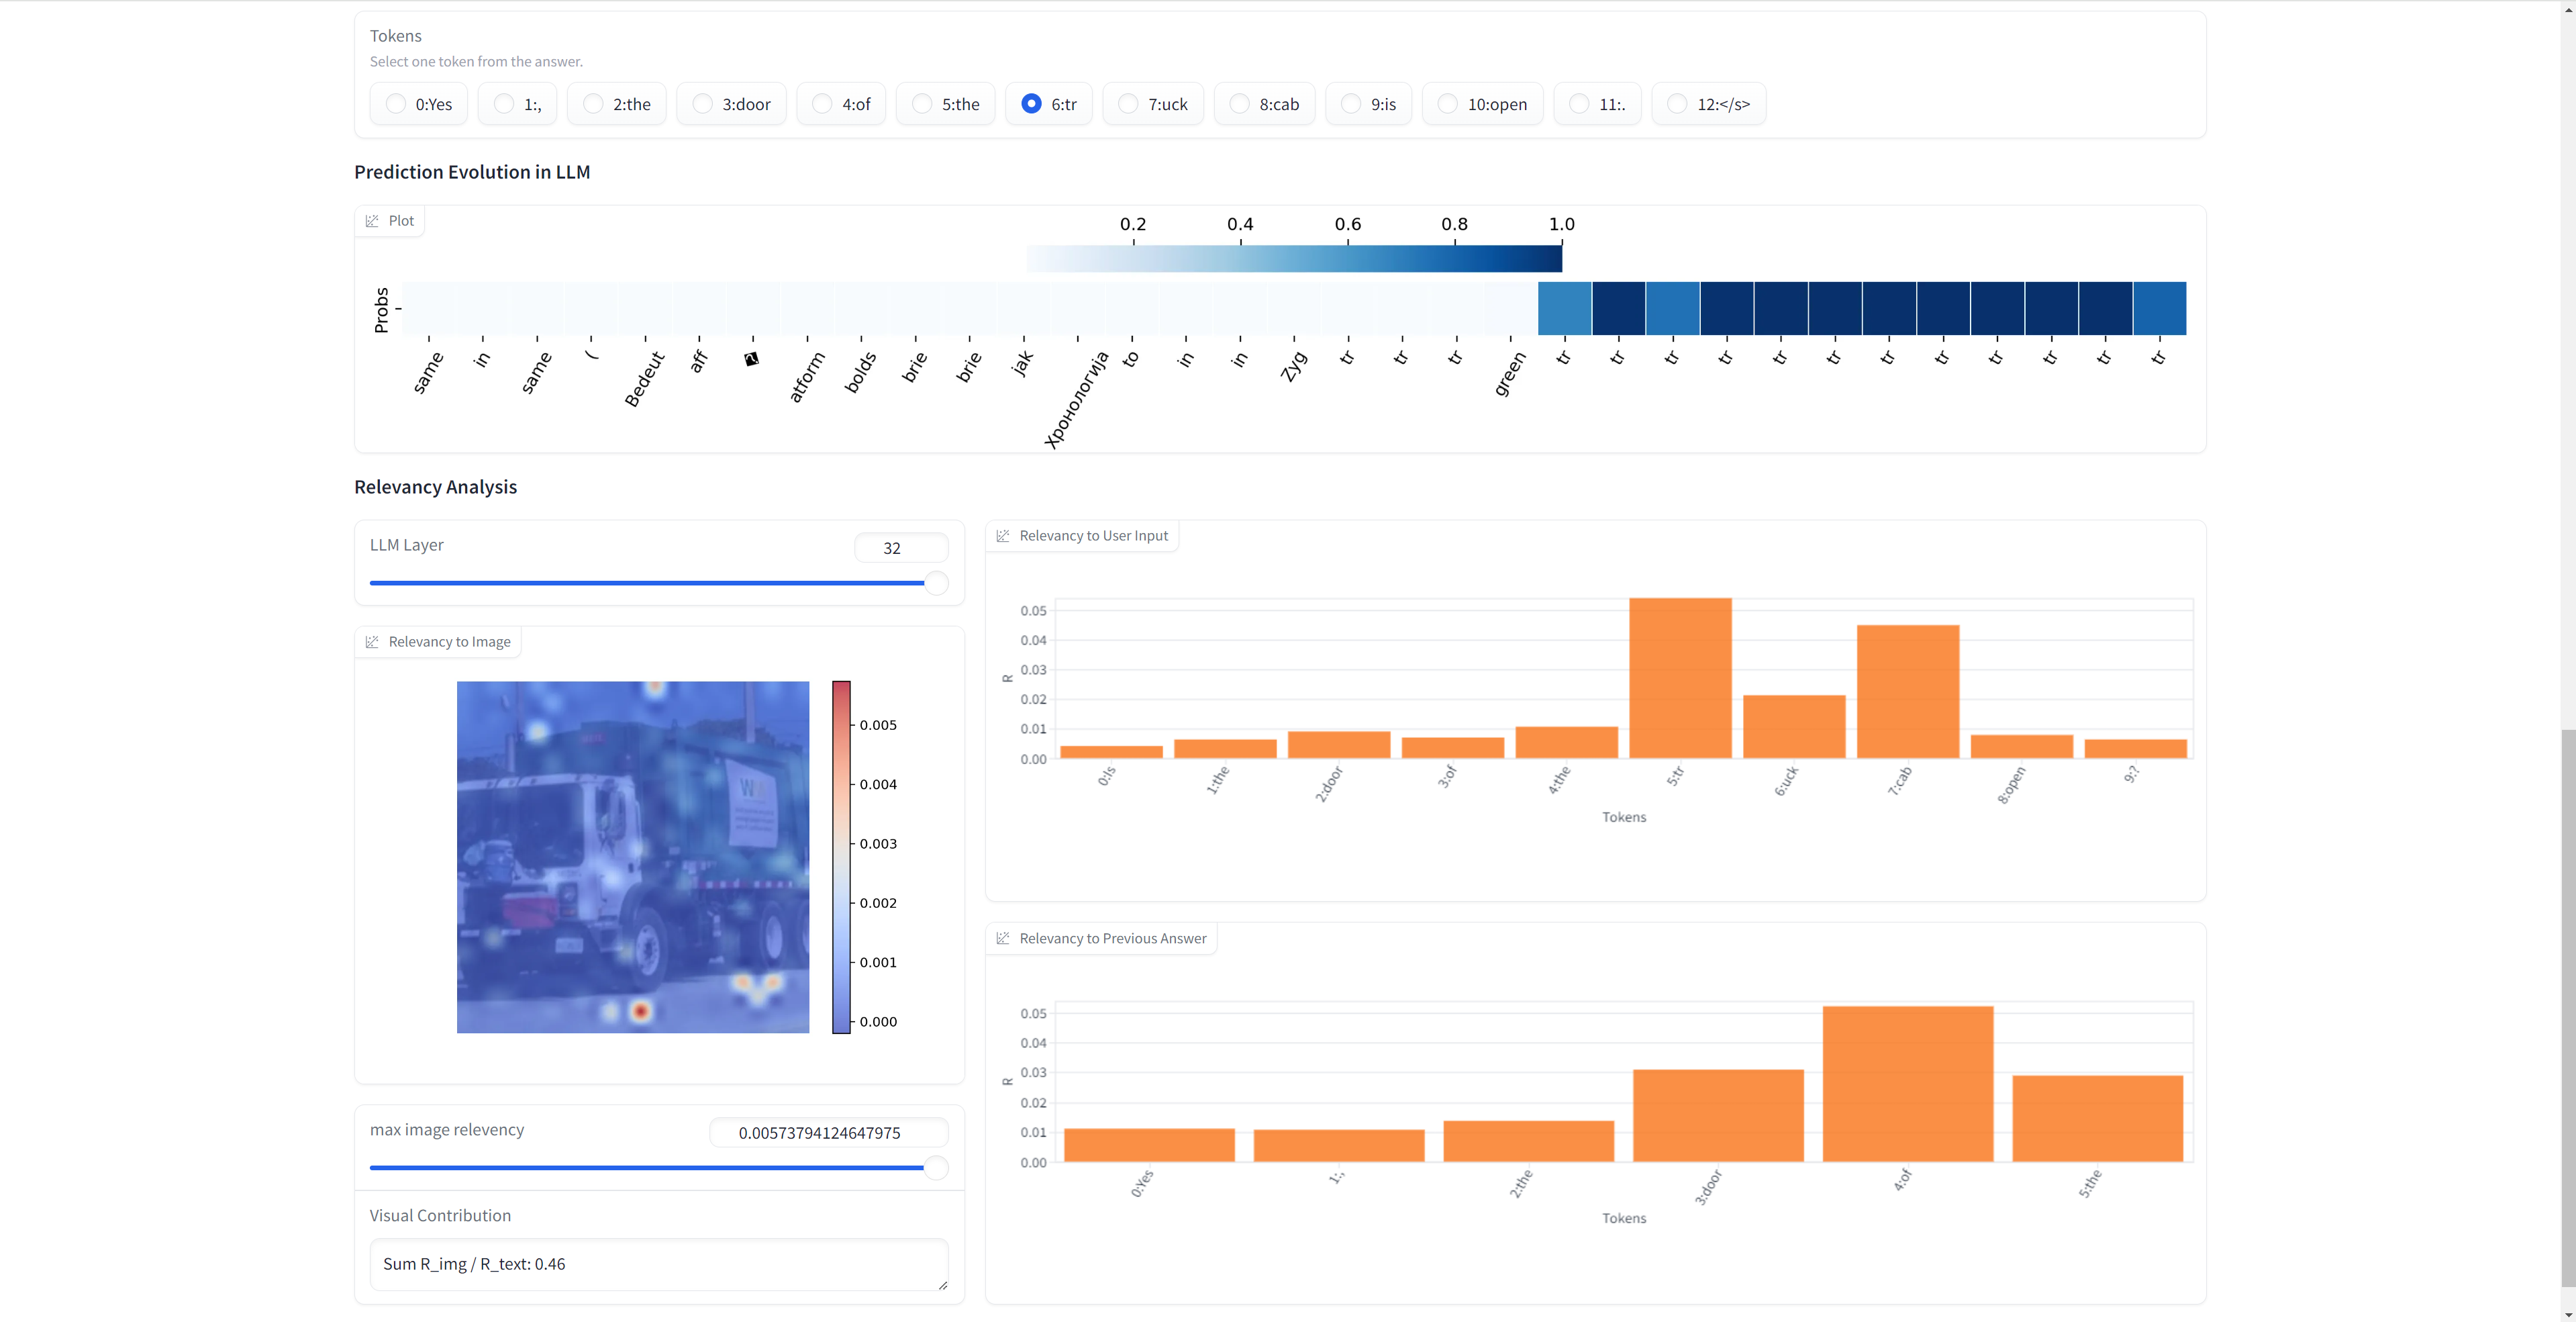 Tokens
Select one token from the answer.
0:Yes 1:, 2:the 3:door 4:of 5:the 6:tr 7:uck 8:cab 9:is 10:open 11:. 12:</s>
Prediction Evolution in LLM
Plot
0.2 0.4 0.6 0.8 1.0
Probs
same in same ( Bedeut aff � atform bolds brie brie jak Хронологија to in in Zyg tr tr tr green tr tr tr tr tr tr tr tr tr tr tr tr
Relevancy Analysis
LLM Layer
32
Relevancy to Image
0.005
0.004
0.003
0.002
0.001
0.000
max image relevency
0.00573794124647975
Visual Contribution
Sum R_img / R_text: 0.46
Relevancy to User Input
0.05
0.04
0.03
0.02
0.01
0.00
R
0:Is 1:the 2:door 3:of 4:the 5:tr 6:uck 7:cab 8:open 9:?
Tokens
Relevancy to Previous Answer
0.05
0.04
0.03
0.02
0.01
0.00
R
0:Yes 1:, 2:the 3:door 4:of 5:the
Tokens